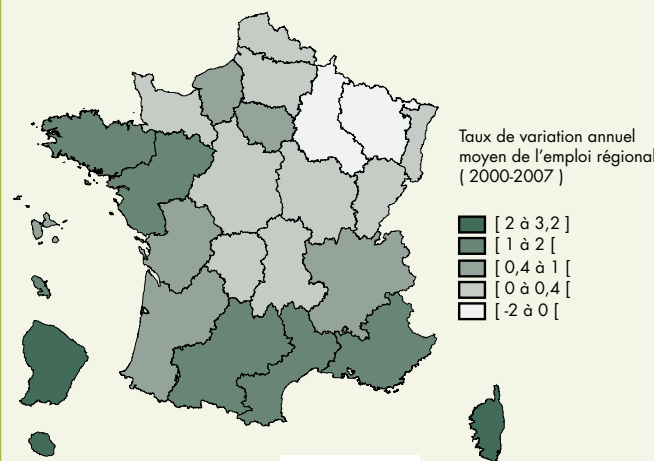 Taux de variation annuel
moyen de l'emploi régional
( 2000-2007 )
[ 2 à 3,2 ]
[ 1 à 2 [
[ 0,4 à 1 [
[ 0 à 0,4 [
[ -2 à 0 [